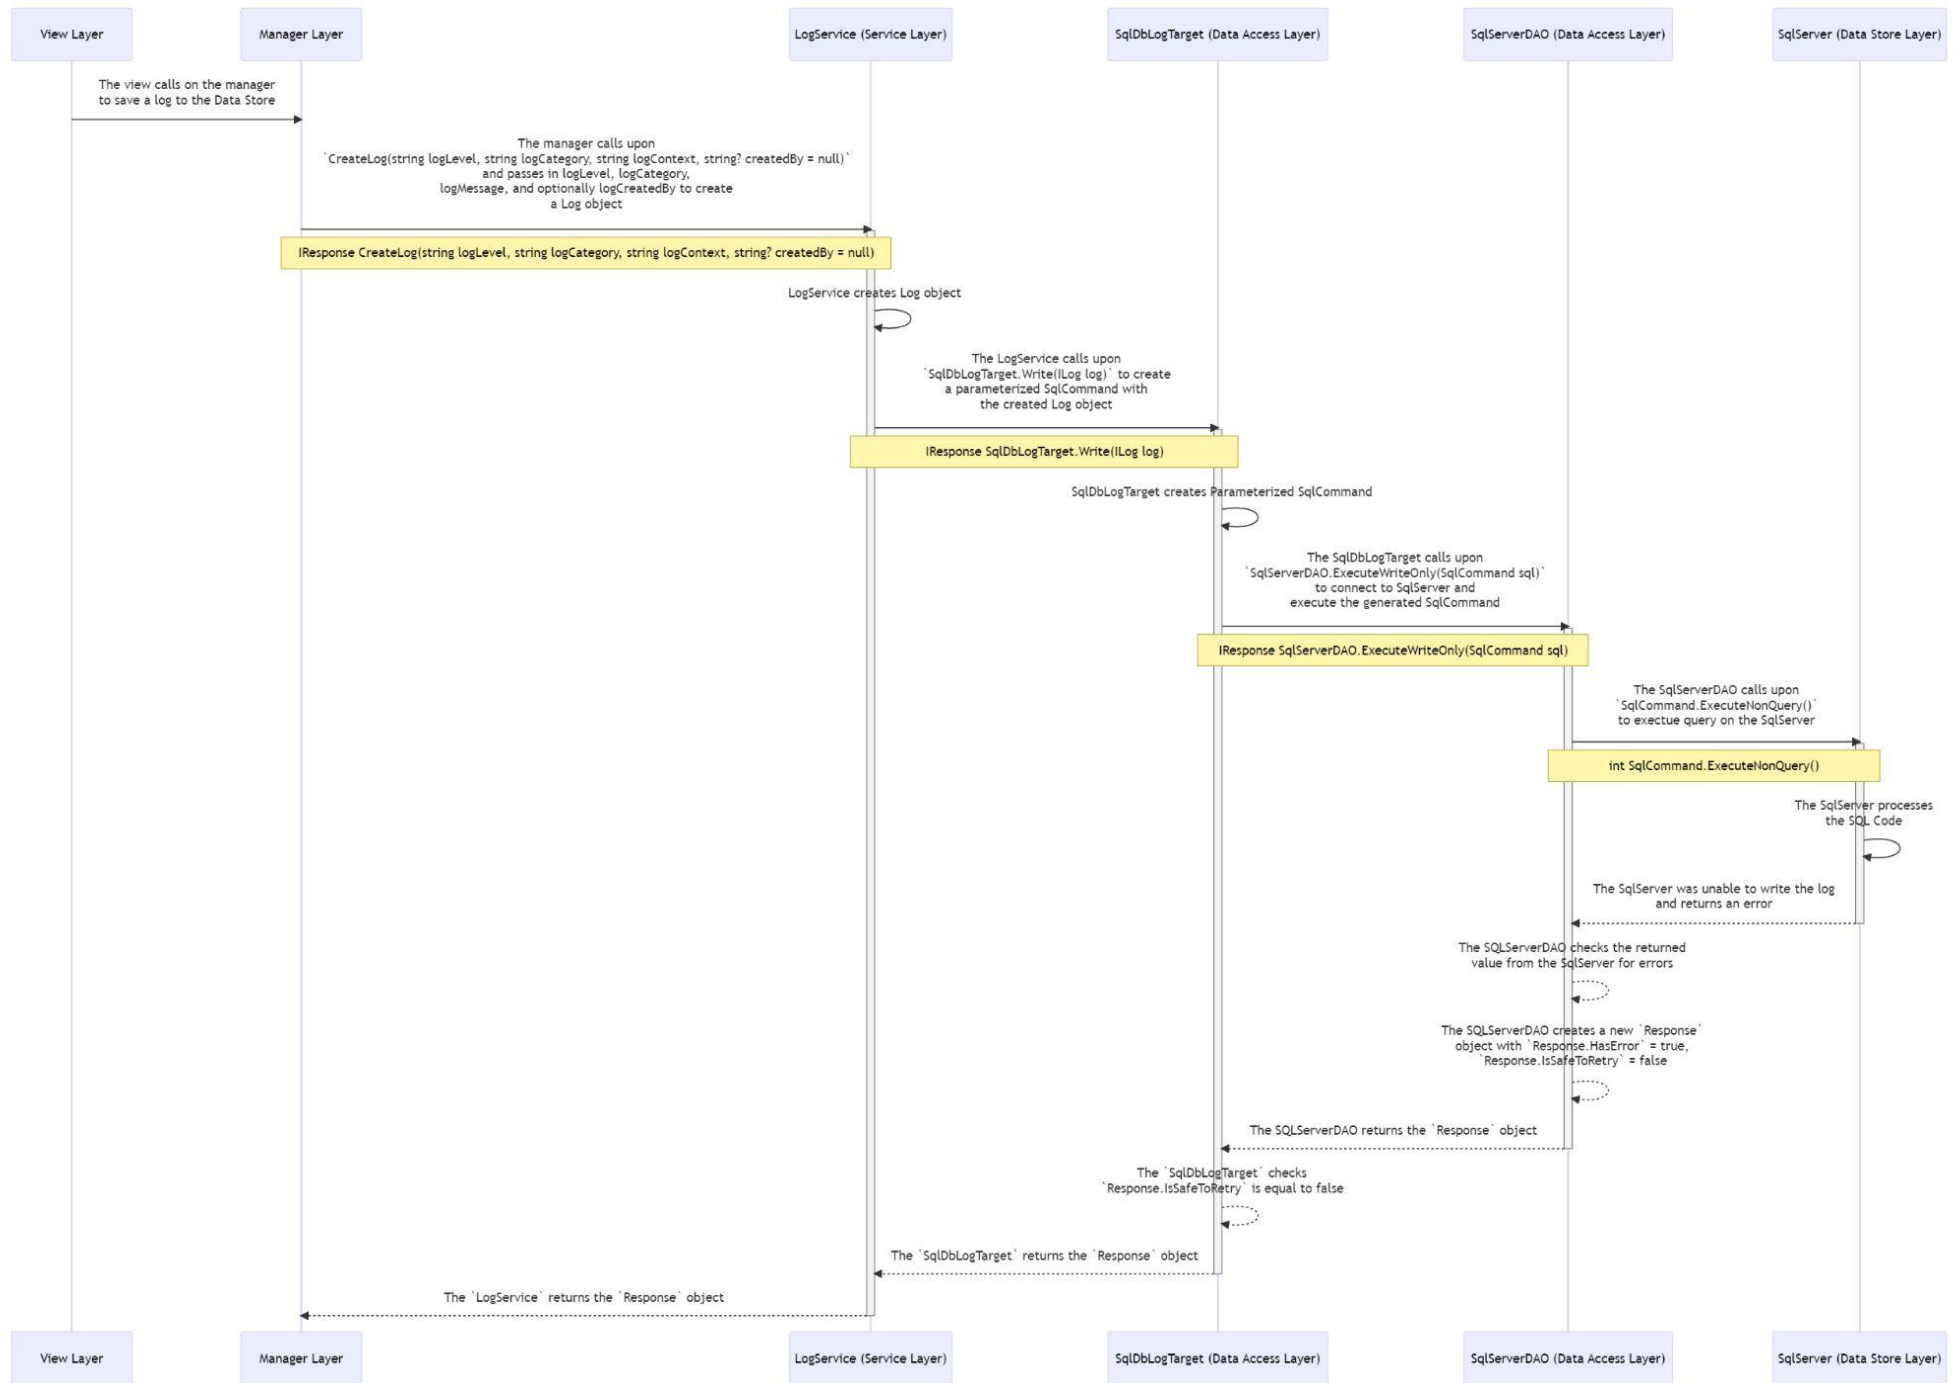 View Layer
Manager Layer
LogService (Service Layer)
SqlDbLogTarget (Data Access Layer)
SqlServerDAO (Data Access Layer)
SqlServer (Data Store Layer)
The view calls on the manager
to save a log to the Data Store
The manager calls upon
`CreateLog(string logLevel, string logCategory, string logContext, string? createdBy = null)`
and passes in logLevel, logCategory,
logMessage, and optionally logCreatedBy to create
a Log object
IResponse CreateLog(string logLevel, string logCategory, string logContext, string? createdBy = null)
LogService creates Log object
The LogService calls upon
`SqlDbLogTarget.Write(ILog log)` to create
a parameterized SqlCommand with
the created Log object
IResponse SqlDbLogTarget.Write(ILog log)
SqlDbLogTarget creates Parameterized SqlCommand
The SqlDbLogTarget calls upon
`SqlServerDAO.ExecuteWriteOnly(SqlCommand sql)`
to connect to SqlServer and
execute the generated SqlCommand
IResponse SqlServerDAO.ExecuteWriteOnly(SqlCommand sql)
The SqlServerDAO calls upon
`SqlCommand.ExecuteNonQuery()`
to exectue query on the SqlServer
int SqlCommand.ExecuteNonQuery()
The SqlServer processes
the SQL Code
The SqlServer was unable to write the log
and returns an error
The SQLServerDAO checks the returned
value from the SqlServer for errors
The SQLServerDAO creates a new `Response`
object with `Response.HasError` = true,
`Response.IsSafeToRetry` = false
The SQLServerDAO returns the `Response` object
The `SqlDbLogTarget` checks
`Response.IsSafeToRetry` is equal to false
The `SqlDbLogTarget` returns the `Response` object
The `LogService` returns the `Response` object
View Layer
Manager Layer
LogService (Service Layer)
SqlDbLogTarget (Data Access Layer)
SqlServerDAO (Data Access Layer)
SqlServer (Data Store Layer)